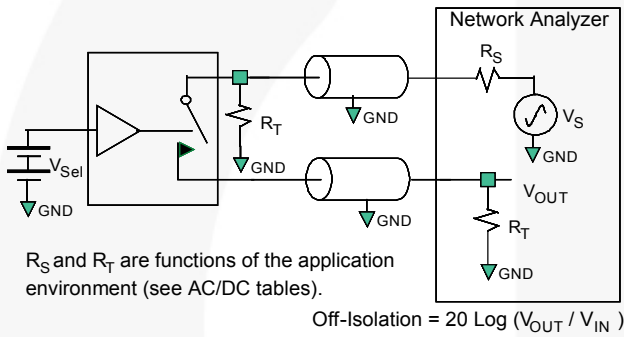 Network Analyzer
R_S
V_S
GND
GND
R_T
GND
V_Sel
GND
GND
V_OUT
R_T
GND
R_S and R_T are functions of the application
environment (see AC/DC tables).
Off-Isolation = 20 Log (V_OUT / V_IN )